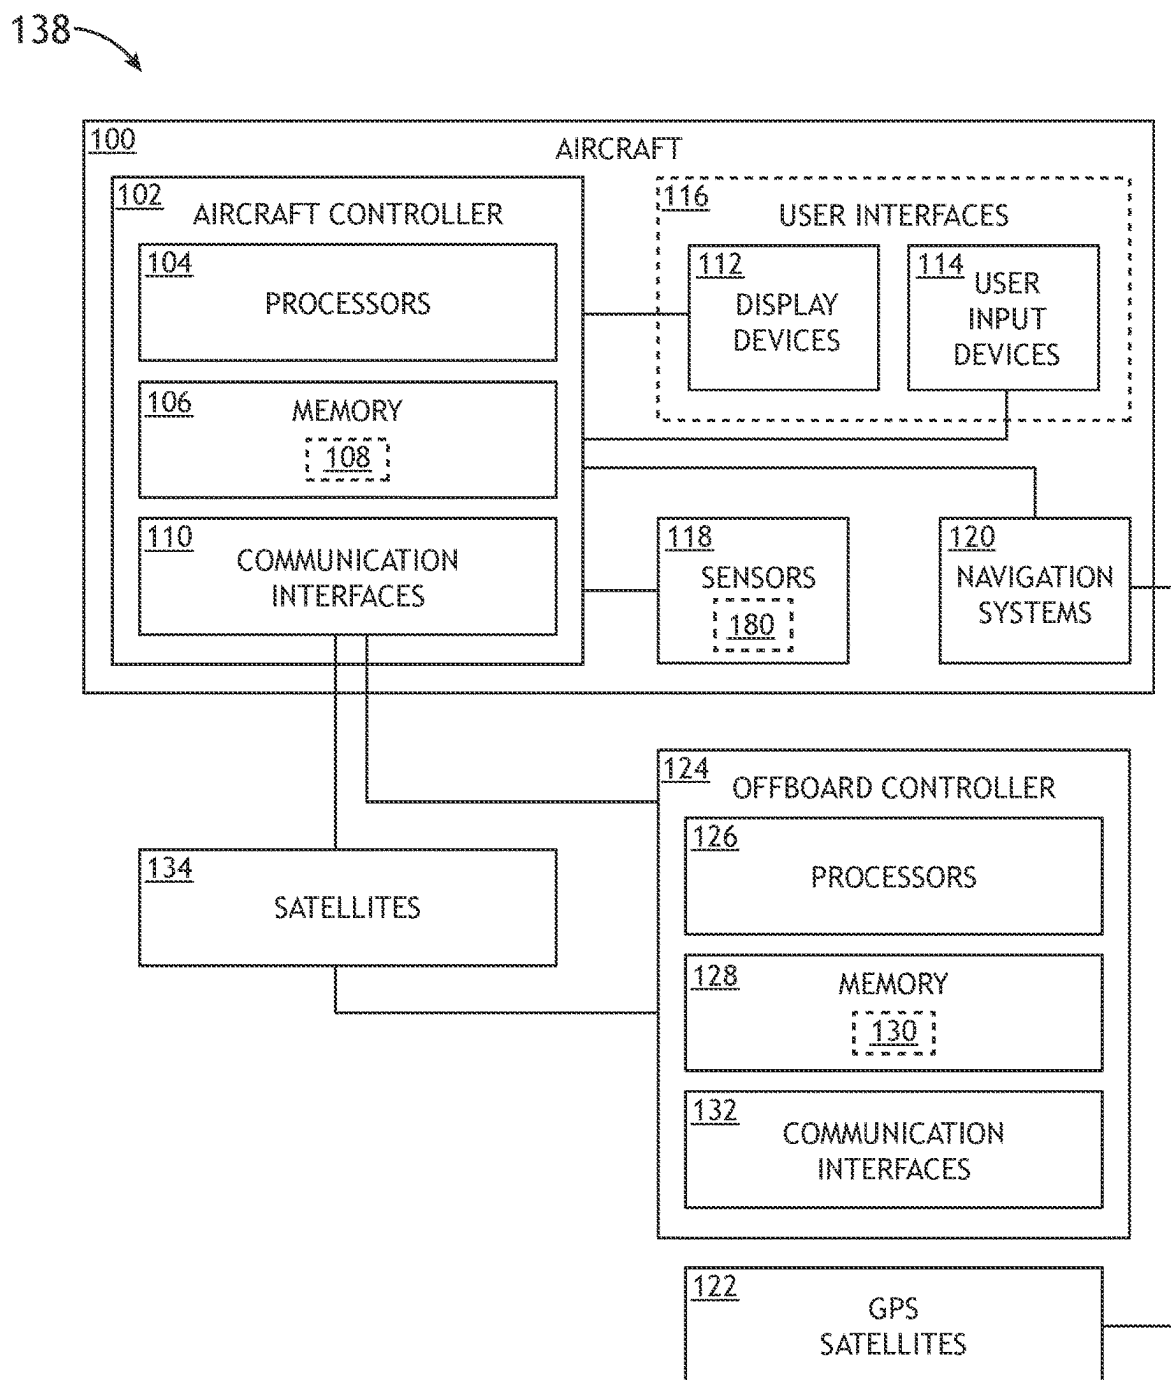 138
100
AIRCRAFT
102
AIRCRAFT CONTROLLER
104
PROCESSORS
106
MEMORY
108
110
COMMUNICATION
INTERFACES
116
USER INTERFACES
112
DISPLAY
DEVICES
114
USER
INPUT
DEVICES
118
SENSORS
180
120
NAVIGATION
SYSTEMS
134
SATELLITES
124
OFFBOARD CONTROLLER
126
PROCESSORS
128
MEMORY
130
132
COMMUNICATION
INTERFACES
122
GPS
SATELLITES